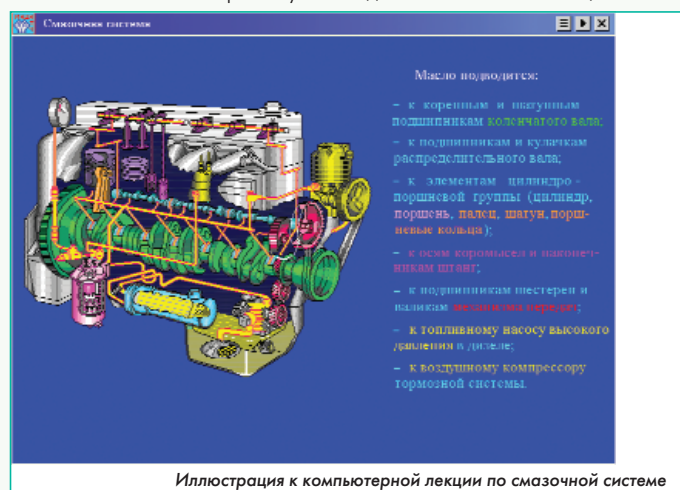 Смазочная система
Масло подводится:
– к коренным и шатунным
подшипникам коленчатого вала;
– к подшипникам и кулачкам
распределительного вала;
– к элементам цилиндро-
поршневой группы (цилиндр,
поршень, палец, шатун, порш-
невые кольца);
– к осям коромысел и наконеч-
никам штанг;
– к подшипникам шестерен и
валикам механизма передач;
– к топливному насосу высокого
давления в дизеле;
– к воздушному компрессору
тормозной системы.
Иллюстрация к компьютерной лекции по смазочной системе